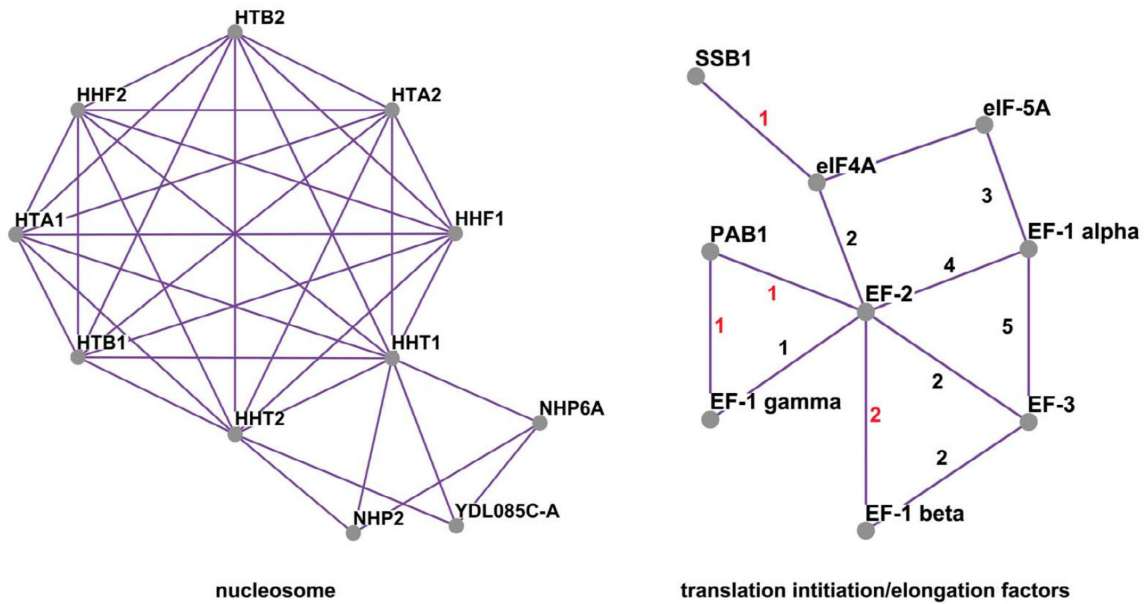 HTB2
HHF2
HTA2
HTA1
HHF1
HTB1
HHT1
HHT2
NHP6A
NHP2
YDL085C-A
nucleosome
SSB1
1
eIF-5A
eIF4A
3
PAB1
2
EF-1 alpha
4
1
EF-2
1
1
5
2
EF-1 gamma
2
EF-3
2
EF-1 beta
translation intitiation/elongation factors